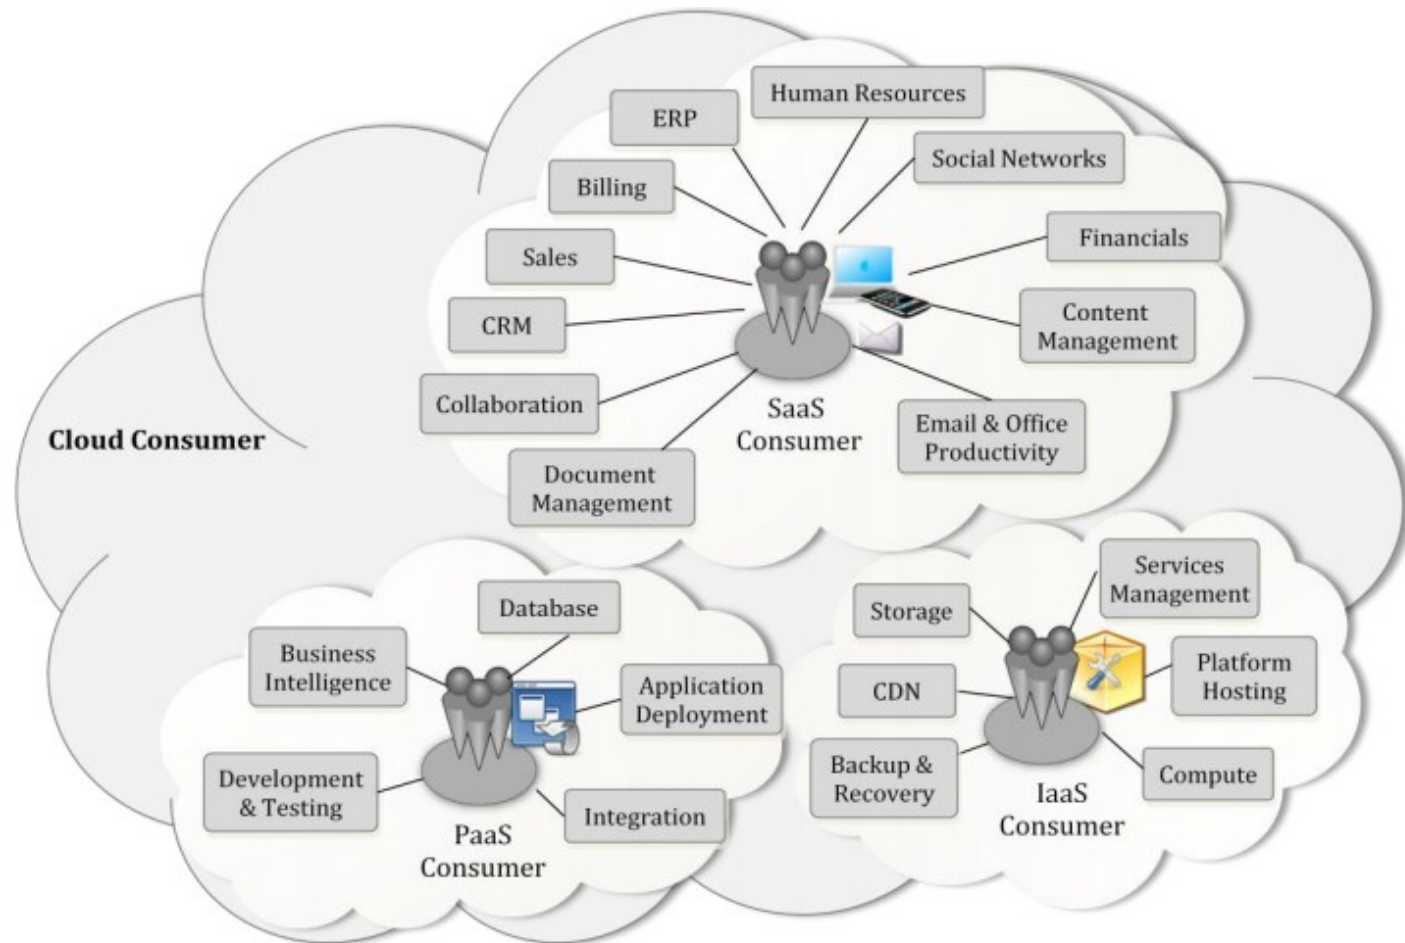 Human Resources
ERP
Social Networks
Billing
Financials
Sales
Content
Management
CRM
Collaboration
SaaS
Consumer
Email & Office
Productivity
Document
Management
Cloud Consumer
Database
Business
Intelligence
Application
Deployment
Development
& Testing
Integration
PaaS
Consumer
Services
Management
Storage
Platform
Hosting
CDN
Backup &
Recovery
Compute
IaaS
Consumer